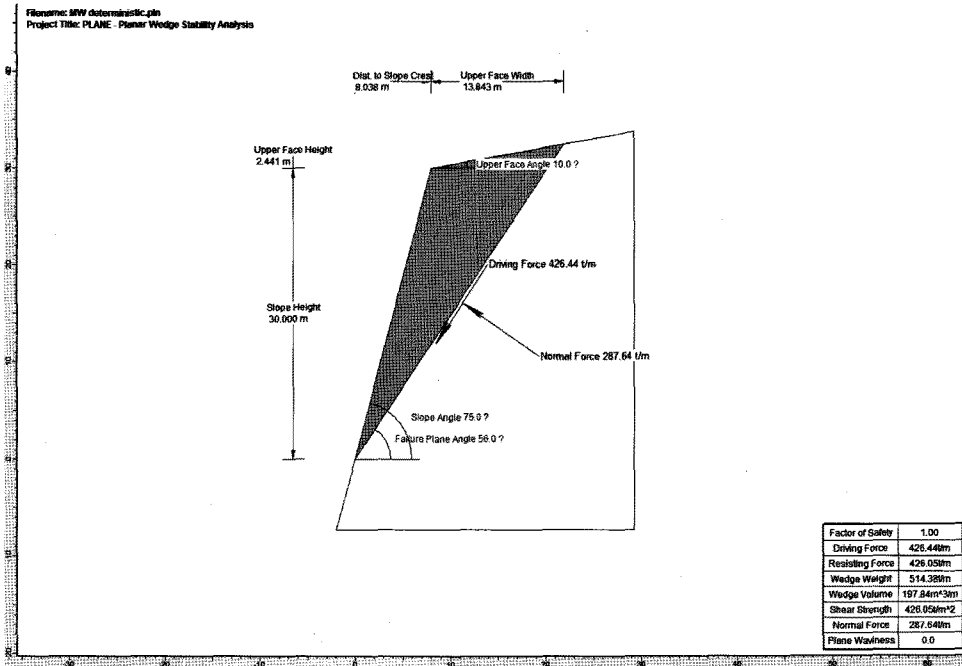 Filename: MW deterministic.pln
Project Title: PLANE - Planar Wedge Stability Analysis
Dist. to Slope Crest
8.038 m
Upper Face Width
13.843 m
Upper Face Height
2.441 m
Upper Face Angle 10.0 ?
Driving Force 426.44 t/m
Slope Height
30.000 m
Normal Force 287.64 t/m
Slope Angle 75.0 ?
Failure Plane Angle 56.0 ?
Factor of Safety 1.00
Driving Force 426.44t/m
Resisting Force 426.05t/m
Wedge Weight 514.38t/m
Wedge Volume 197.84m^3/m
Shear Strength 426.05t/m^2
Normal Force 287.64t/m
Plane Waviness 0.0